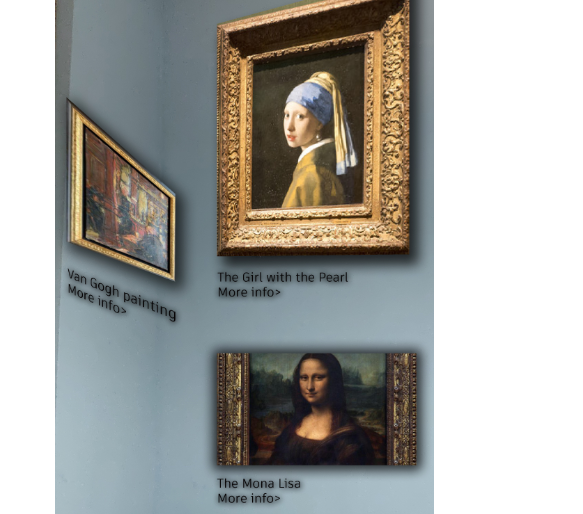 Van Gogh painting
More info>
The Girl with the Pearl
More info>
The Mona Lisa
More info>